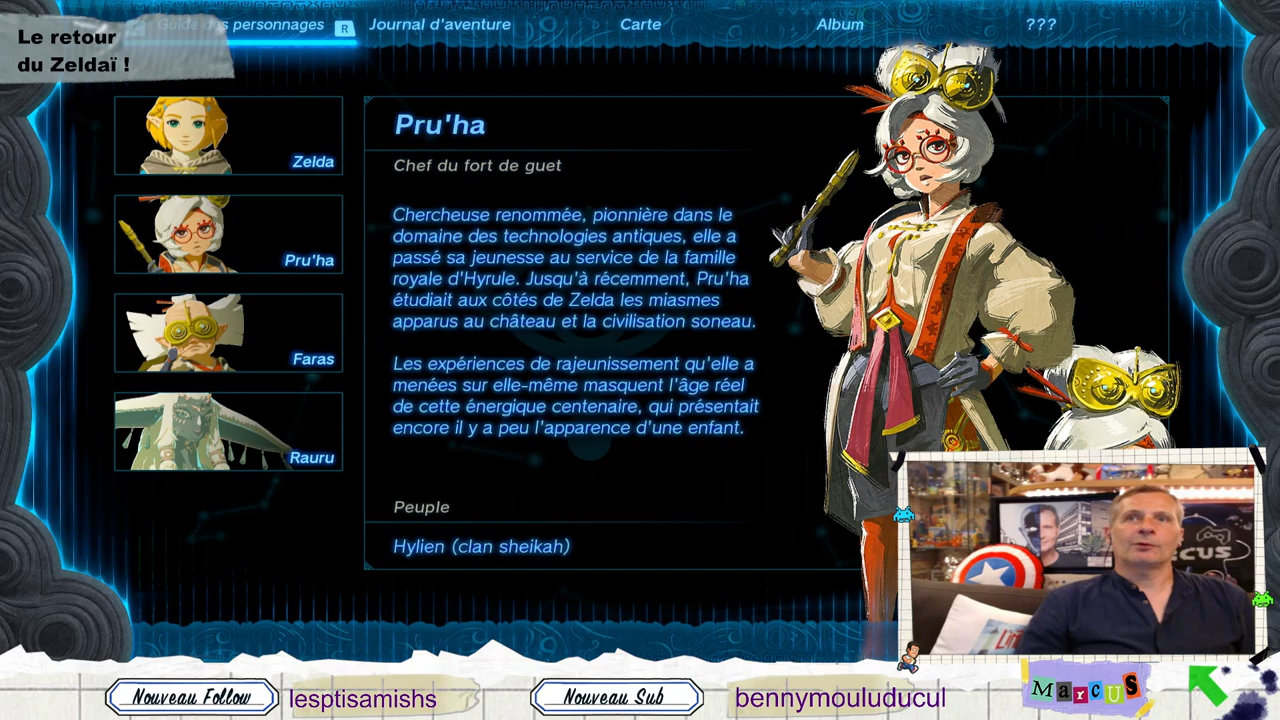 Guide des personnages
R
Journal d'aventure
Carte
Album
???
Le retour
du Zeldaï !
Zelda
Pru'ha
Faras
Rauru
Pru'ha
Chef du fort de guet
Chercheuse renommée, pionnière dans le
domaine des technologies antiques, elle a
passé sa jeunesse au service de la famille
royale d'Hyrule. Jusqu'à récemment, Pru'ha
étudiait aux côtés de Zelda les miasmes
apparus au château et la civilisation soneau.
Les expériences de rajeunissement qu'elle a
menées sur elle-même masquent l'âge réel
de cette énergique centenaire, qui présentait
encore il y a peu l'apparence d'une enfant.
Peuple
Hylien (clan sheikah)
Nouveau Follow
lesptisamishs
Nouveau Sub
bennymouluducul
MarcuS